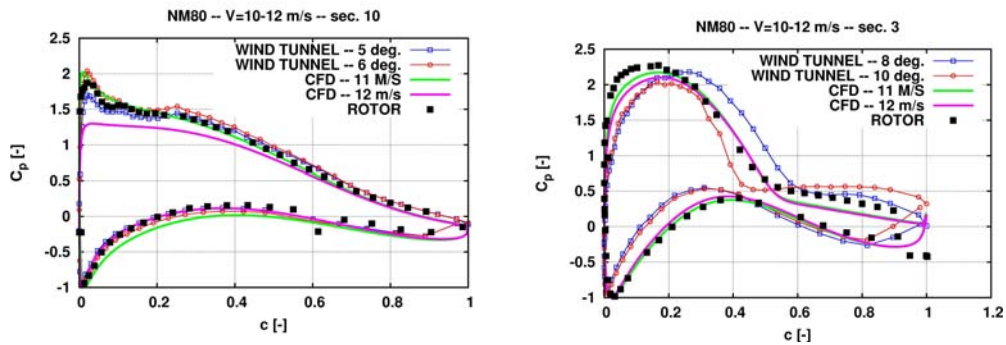 NM80 -- V=10-12 m/s -- sec. 10
WIND TUNNEL -- 5 deg.
WIND TUNNEL -- 6 deg.
CFD -- 11 M/S
CFD -- 12 m/s
ROTOR
2.5
2
1.5
1
0.5
0
-0.5
-1
Cp [-]
0 0.2 0.4 0.6 0.8 1
c [-]
NM80 -- V=10-12 m/s -- sec. 3
WIND TUNNEL -- 8 deg.
WIND TUNNEL -- 10 deg.
CFD -- 11 M/S
CFD -- 12 m/s
ROTOR
2.5
2
1.5
1
0.5
0
-0.5
-1
Cp [-]
0 0.2 0.4 0.6 0.8 1 1.2
c [-]